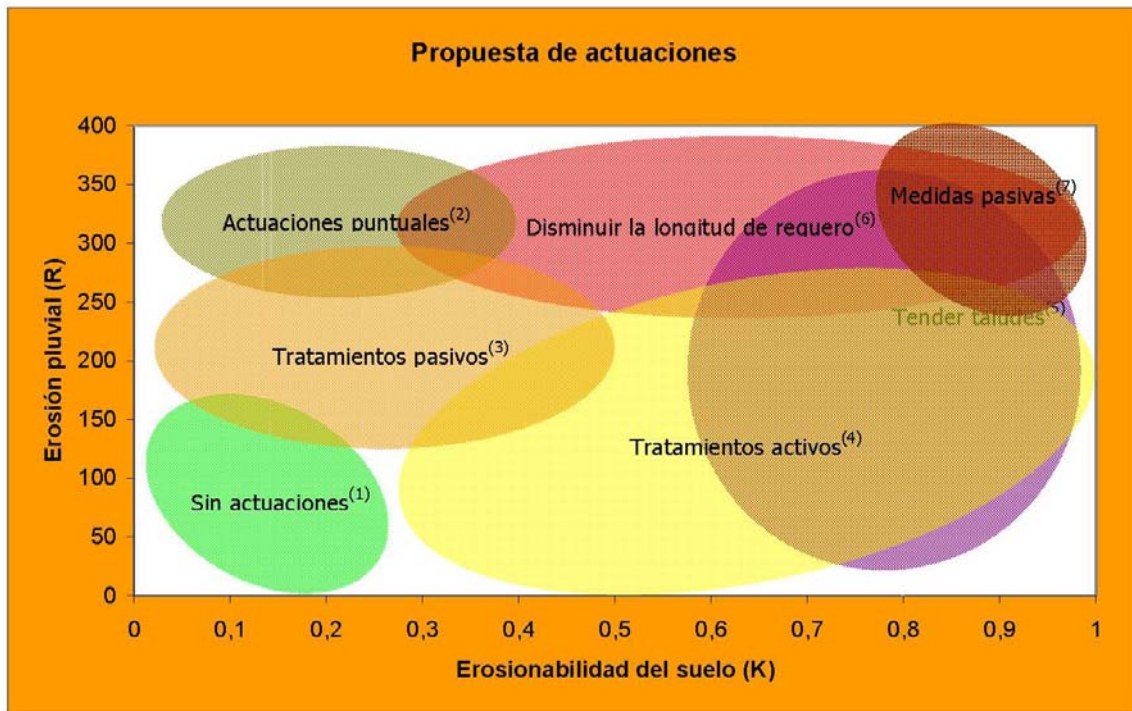 Propuesta de actuaciones
Erosión pluvial (R)
400
350
300
250
200
150
100
50
0
Actuaciones puntuales(2)
Disminuir la longitud de reguero(6)
Medidas pasivas(7)
Tender taludes(5)
Tratamientos pasivos(3)
Tratamientos activos(4)
Sin actuaciones(1)
0 0,1 0,2 0,3 0,4 0,5 0,6 0,7 0,8 0,9 1
Erosionabilidad del suelo (K)